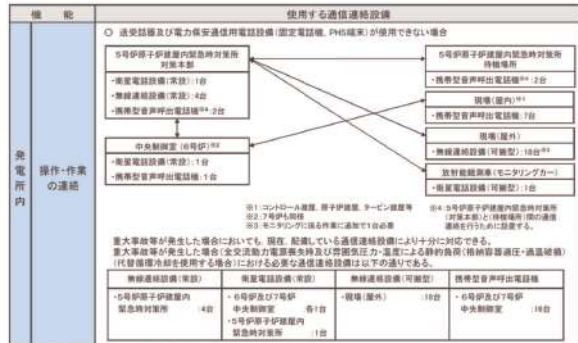 機 能
使用する通信連絡設備
発電所内
操作・作業
の連絡
○ 送受話器及び電力保安通信用電話設備(固定電話機、PHS端末)が使用できない場合
5号炉原子炉建屋内緊急時対策所
対策本部
・衛星電話設備(常設):1台
・無線連絡設備(常設):4台
・携帯型音声呼出電話機※4:2台
中央制御室(6号炉)※2
・衛星電話設備(常設):1台
・携帯型音声呼出電話機:1台
5号炉原子炉建屋内緊急時対策所
待機場所
・携帯型音声呼出電話機※4:2台
現場(屋内)※1
・携帯型音声呼出電話機:7台
現場(屋外)
・無線連絡設備(可搬型):18台※3
放射能観測車(モニタリングカー)
・衛星電話設備(可搬型):1台
※1:コントロール建屋、原子炉建屋、タービン建屋等
※2:7号炉も同様
※3:モニタリングに係る作業に追加で1台必要
※4:5号炉原子炉建屋内緊急時対策所
(対策本部)と(待機場所)間の通信
連絡を行うために設置する。
重大事故等が発生した場合においても、現在、配備している通信連絡設備により十分に対応できる。
重大事故等が発生した場合(全交流動力電源喪失時及び雰囲気圧力・温度による静的負荷(格納容器過圧・過温破損)
(代替循環冷却を使用する場合)における必要な通信連絡設備は以下の通りである。
無線連絡設備(常設)
衛星電話設備(常設)
無線連絡設備(可搬型)
携帯型音声呼出電話機
・5号炉原子炉建屋内
緊急時対策所 :4台
・6号炉及び7号炉
中央制御室 :各1台
・5号炉原子炉建屋内
緊急時対策所 :1台
・現場(屋外) :18台
・6号炉及び7号炉
中央制御室 :16台